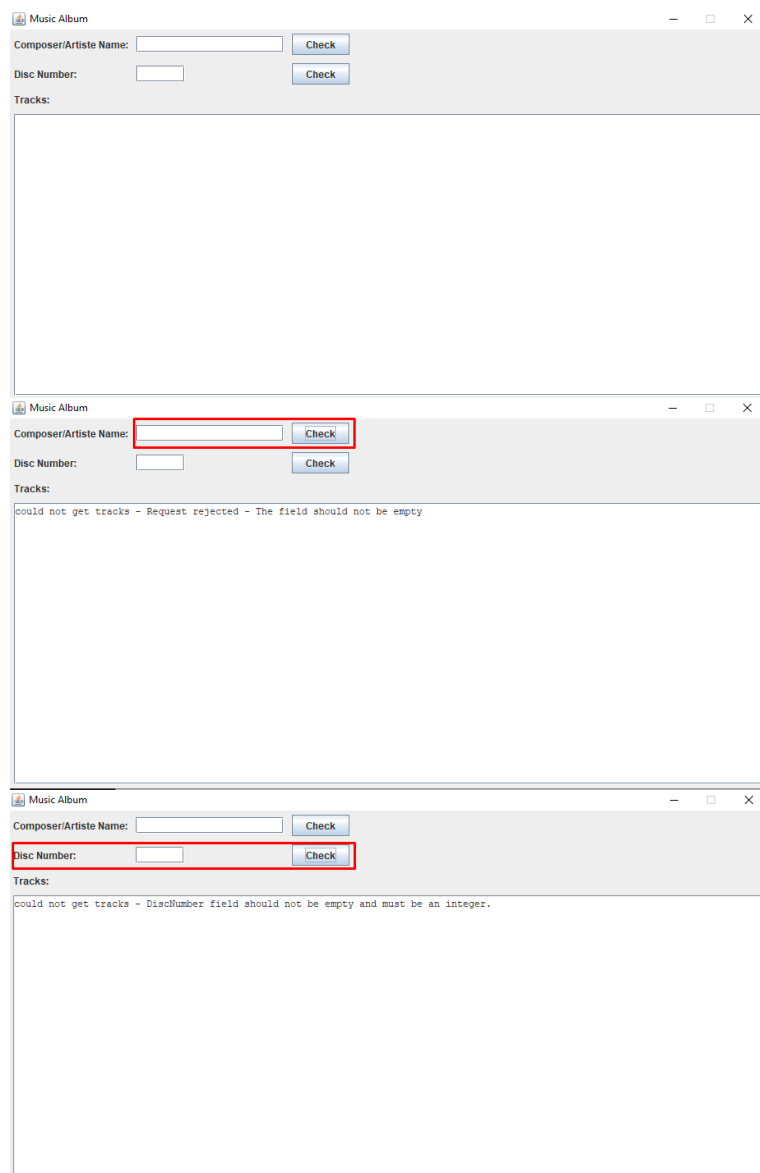 Music Album
Composer/Artiste Name: Check
Disc Number: Check
Tracks:
Music Album
Composer/Artiste Name: Check
Disc Number: Check
Tracks:
could not get tracks - Request rejected - The field should not be empty
Music Album
Composer/Artiste Name: Check
Disc Number: Check
Tracks:
could not get tracks - DiscNumber field should not be empty and must be an integer.